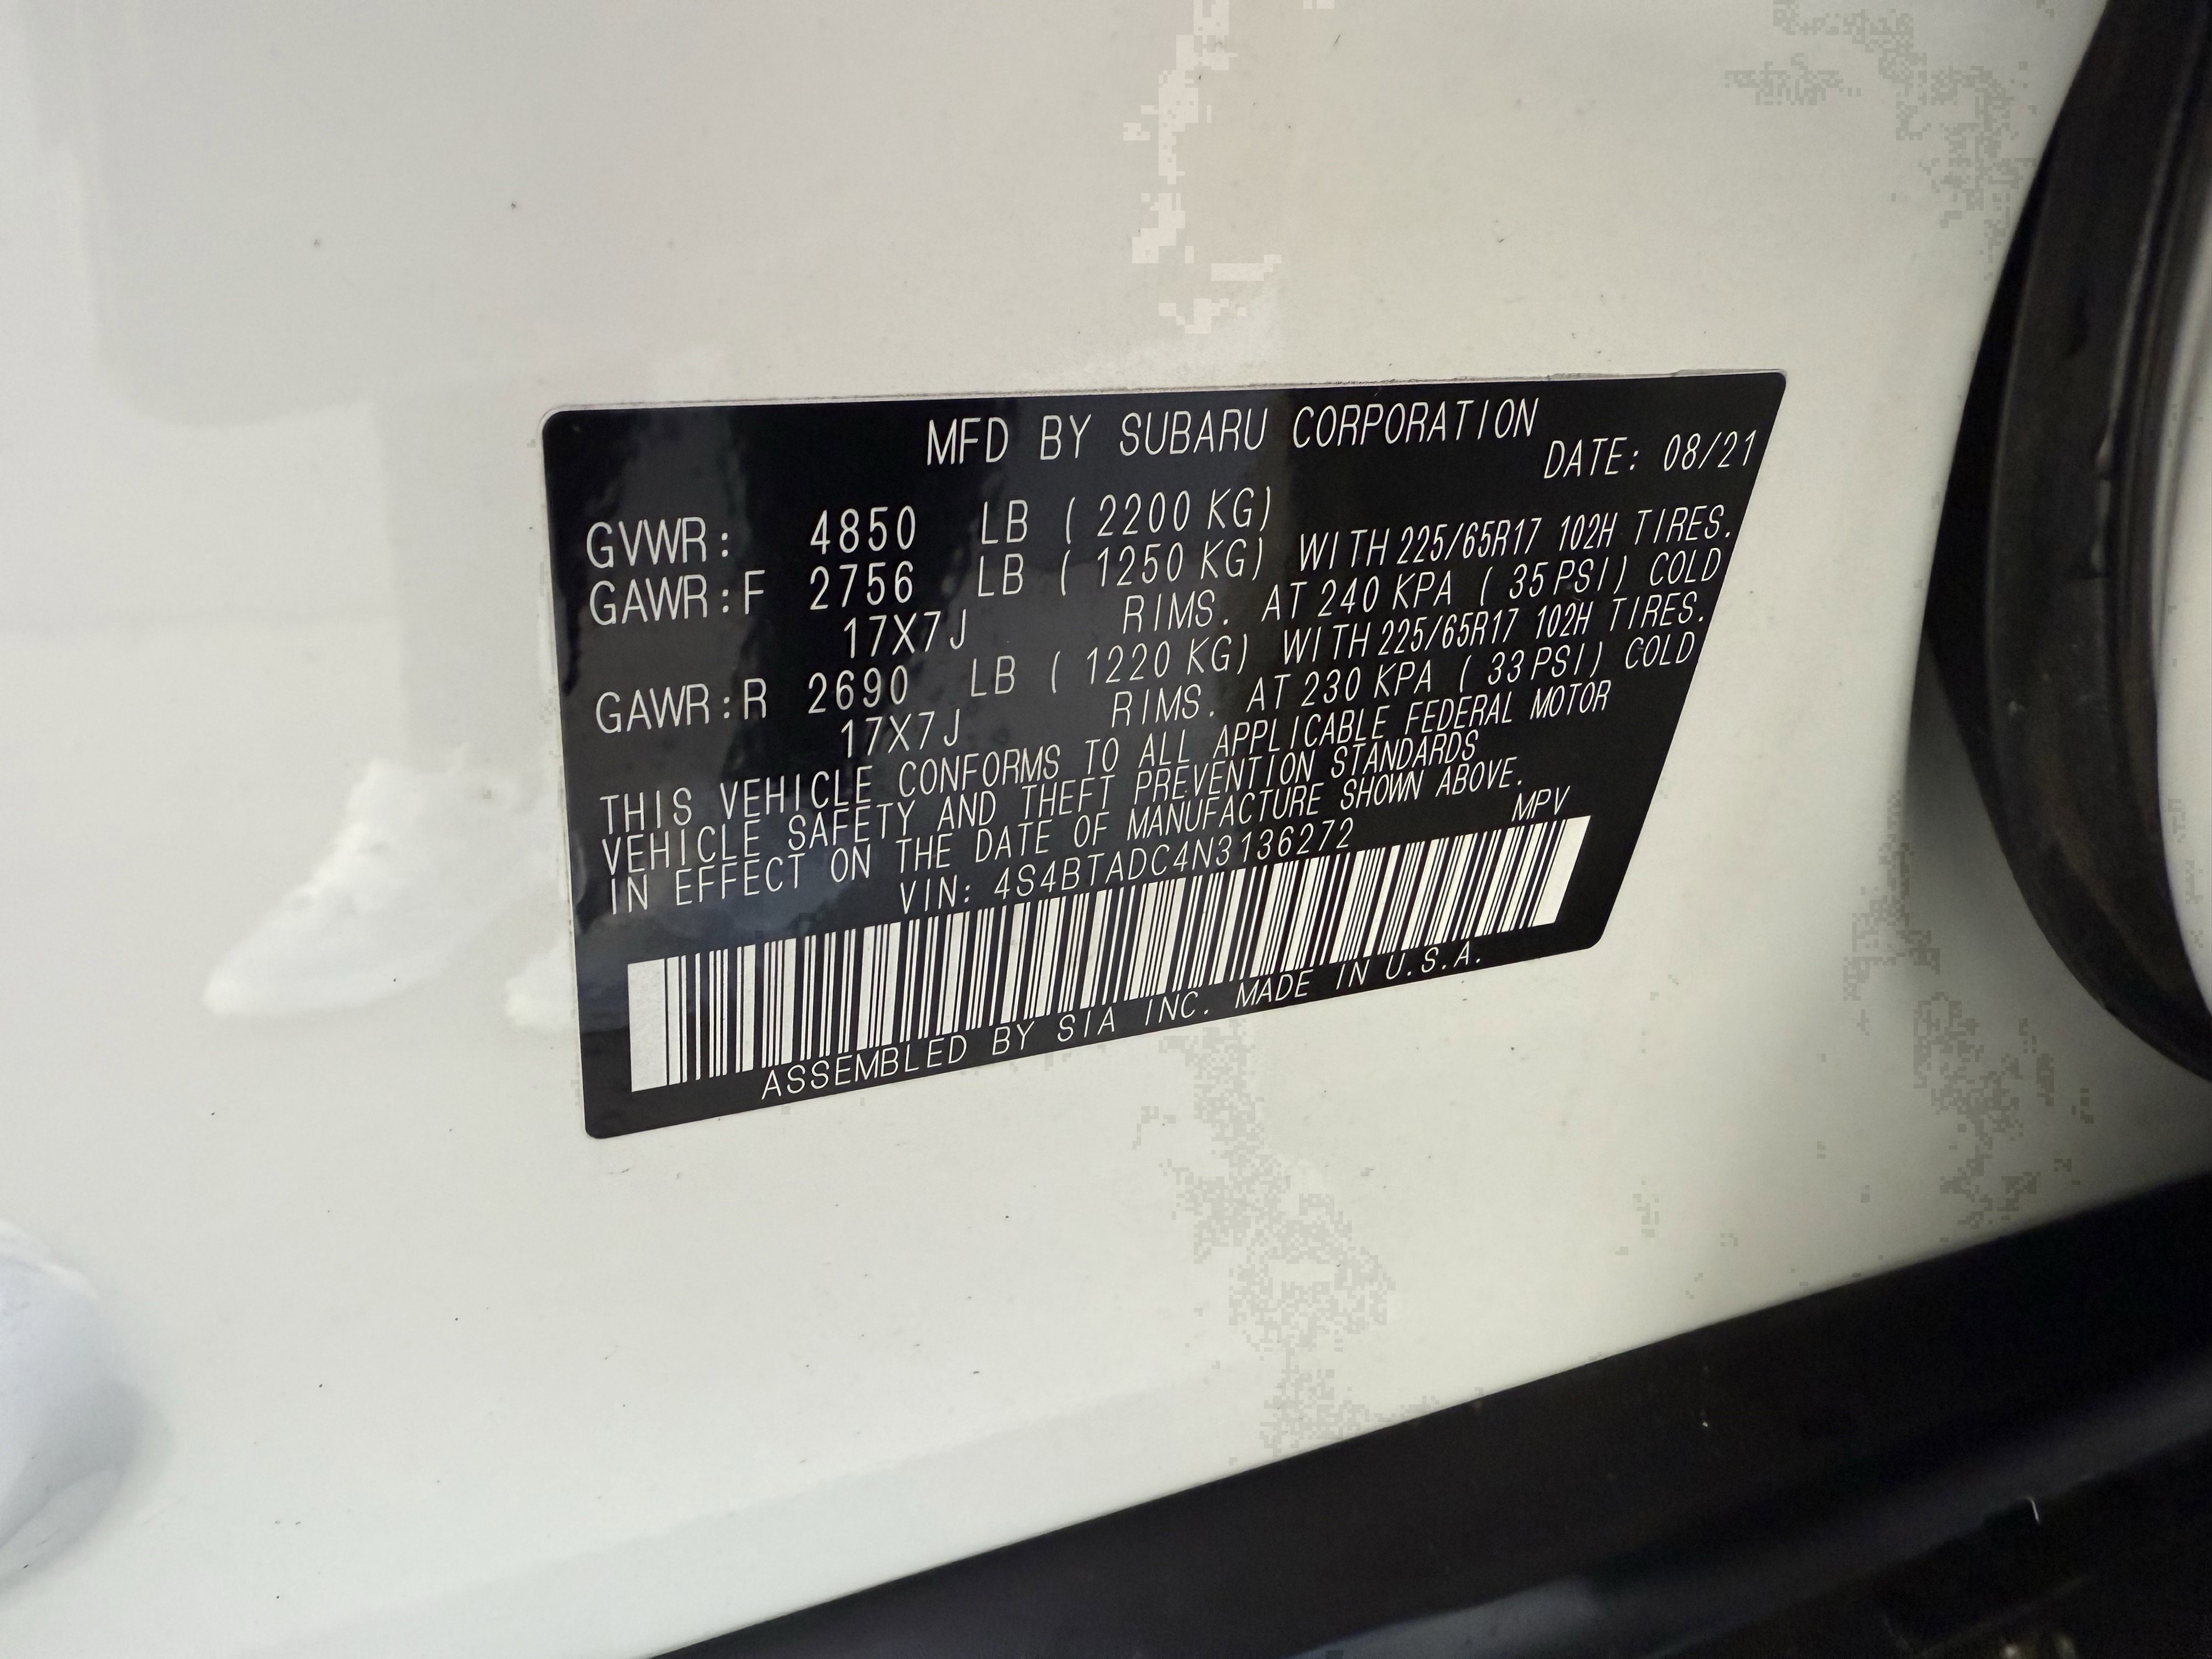 MFD BY SUBARU CORPORATION
DATE: 08/21
GVWR: 4850 LB ( 2200 KG)
GAWR:F 2756 LB ( 1250 KG) WITH 225/65R17 102H TIRES.
17X7J RIMS. AT 240 KPA ( 35 PSI) COLD
GAWR:R 2690 LB ( 1220 KG) WITH 225/65R17 102H TIRES.
17X7J RIMS. AT 230 KPA ( 33 PSI) COLD
THIS VEHICLE CONFORMS TO ALL APPLICABLE FEDERAL MOTOR
VEHICLE SAFETY AND THEFT PREVENTION STANDARDS
IN EFFECT ON THE DATE OF MANUFACTURE SHOWN ABOVE.
VIN: 4S4BTADC4N3136272 MPV
ASSEMBLED BY SIA INC. MADE IN U.S.A.